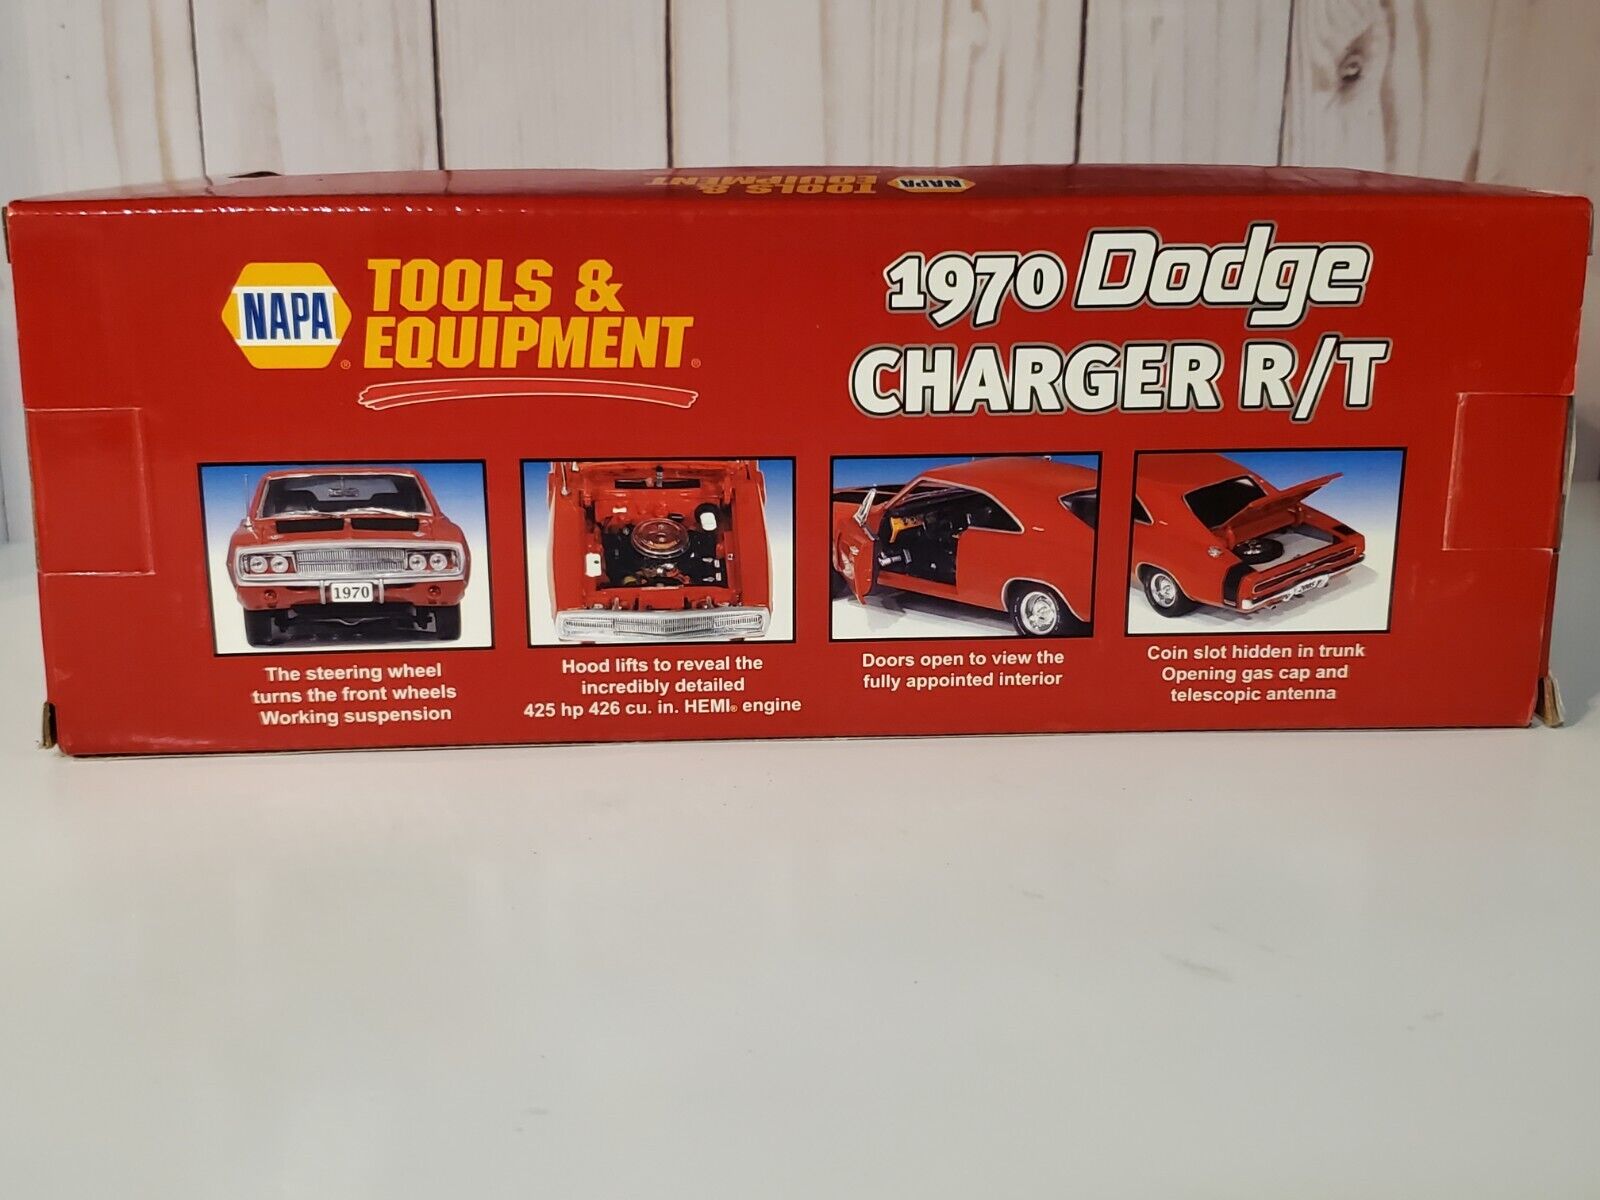 TOOLS &
EQUIPMENT
NAPA
NAPA
TOOLS &
EQUIPMENT
1970 Dodge
CHARGER R/T
1970
The steering wheel
turns the front wheels
Working suspension
Hood lifts to reveal the
incredibly detailed
425 hp 426 cu. in. HEMI® engine
Doors open to view the
fully appointed interior
Coin slot hidden in trunk
Opening gas cap and
telescopic antenna